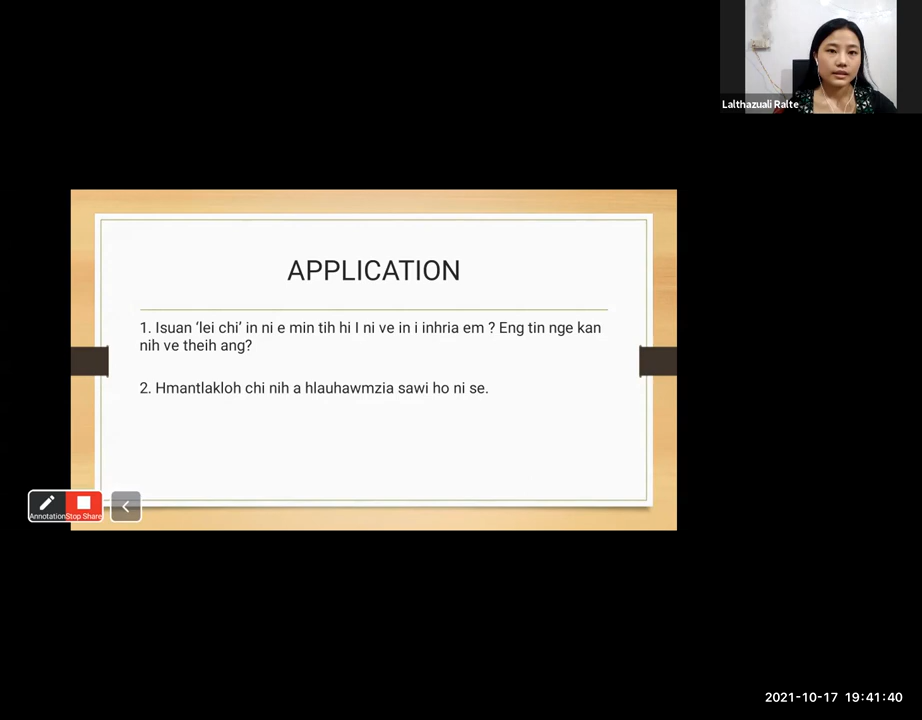 Lalthazuali Ralte
APPLICATION
1. Isuan ‘lei chi’ in ni e min tih hi I ni ve in i inhria em ? Eng tin nge kan
nih ve theih ang?
2. Hmantlakloh chi nih a hlauhawmzia sawi ho ni se.
Annotation Stop Share
2021-10-17 19:41:40